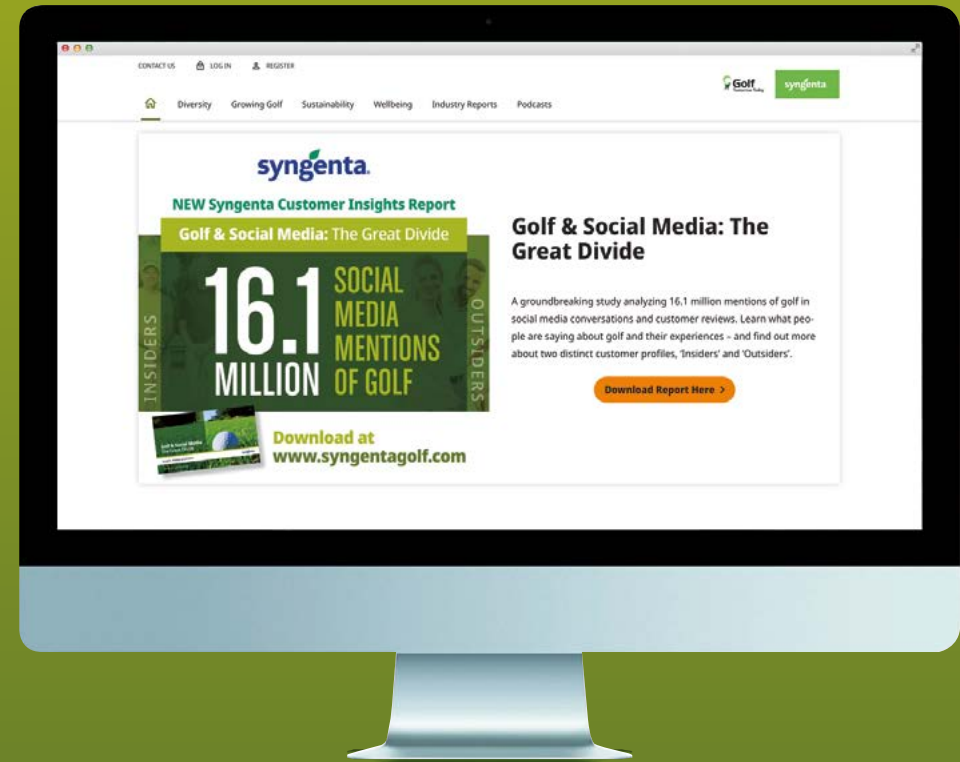 CONTACT US LOG IN REGISTER
Golf
syngenta
Diversity Growing Golf Sustainability Wellbeing Industry Reports Podcasts
syngenta.
NEW Syngenta Customer Insights Report
Golf & Social Media: The Great Divide
INSIDERS
16.1
MILLION
SOCIAL
MEDIA
MENTIONS
OF GOLF
OUTSIDERS
Golf & Social Media
Download at
www.syngentagolf.com
Golf & Social Media: The
Great Divide
A groundbreaking study analyzing 16.1 million mentions of golf in
social media conversations and customer reviews. Learn what peo-
ple are saying about golf and their experiences – and find out more
about two distinct customer profiles, ‘Insiders’ and ‘Outsiders’.
Download Report Here >